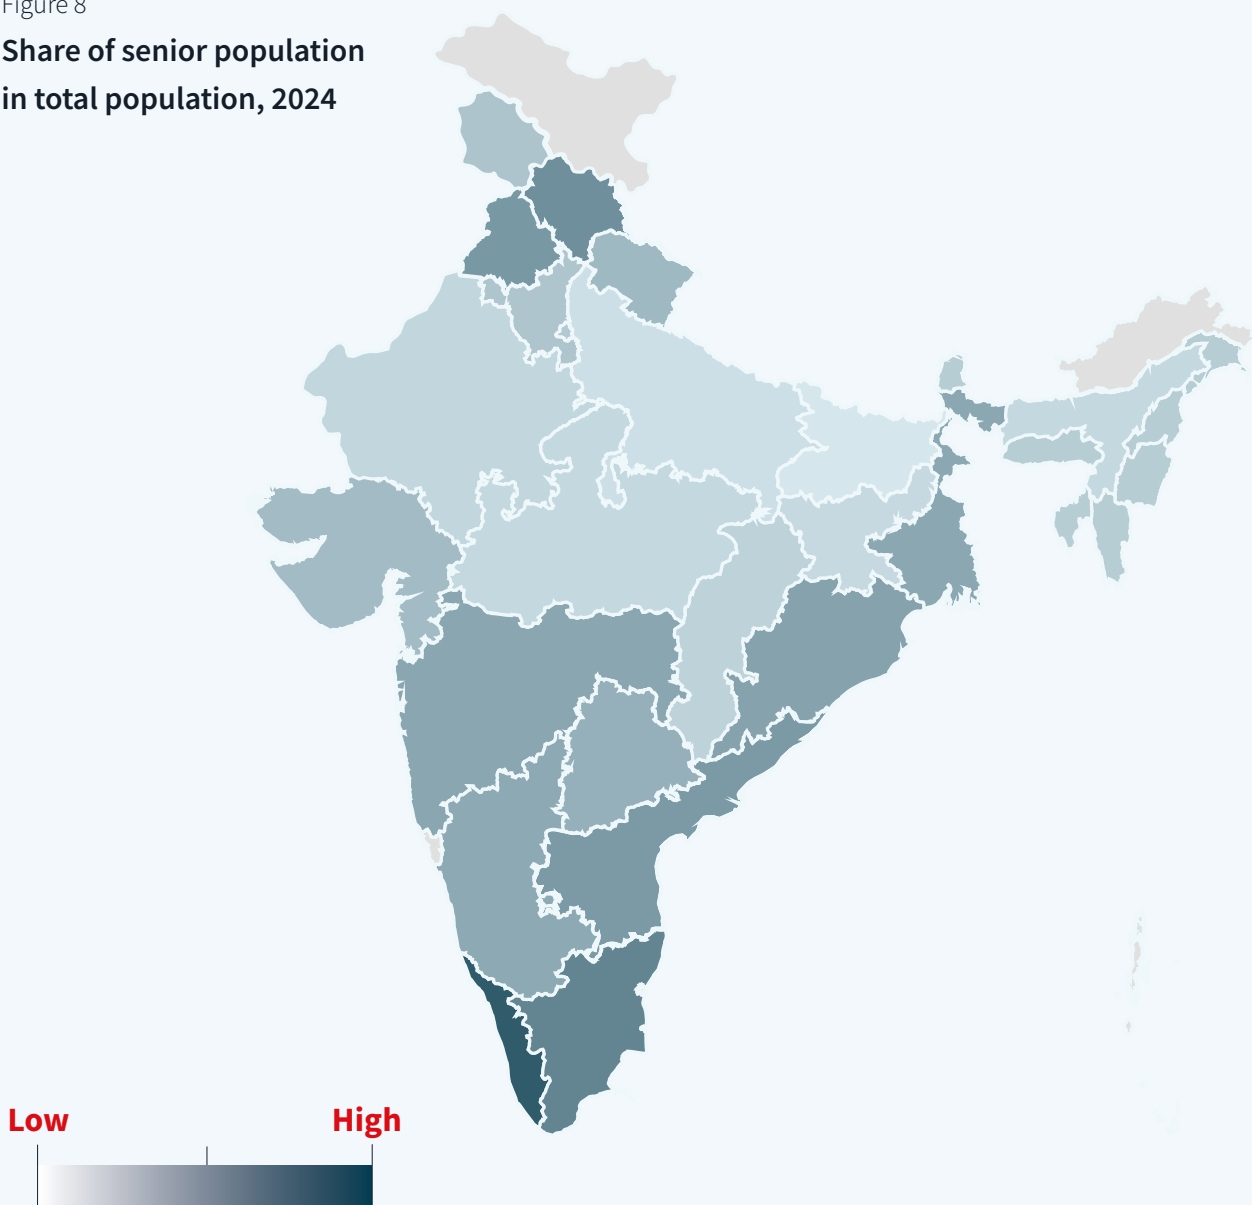 Figure 8
Share of senior population
in total population, 2024
Low
High